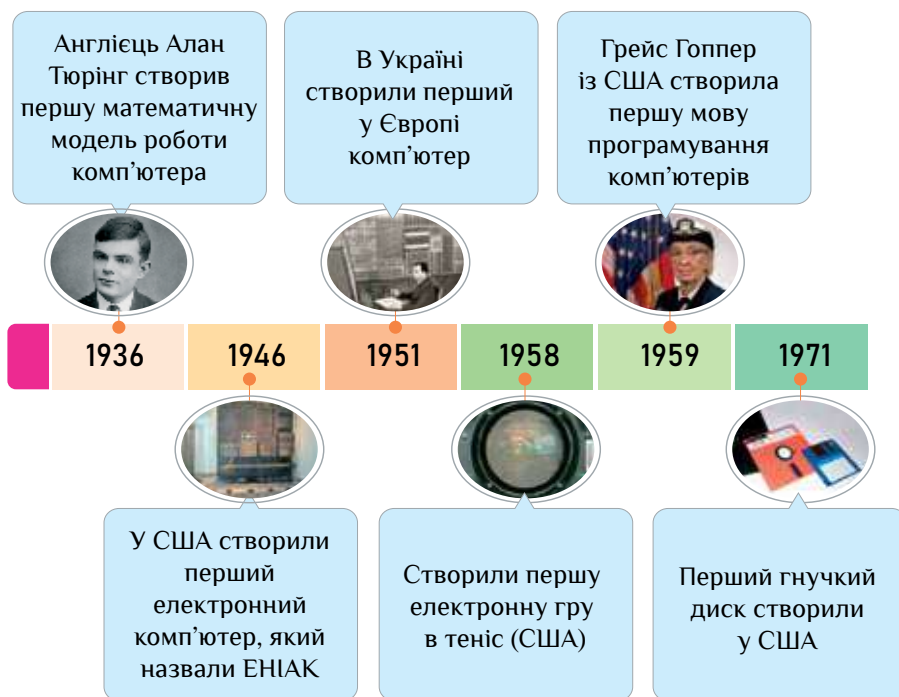 Англієць Алан
Тюрінг створив
першу математичну
модель роботи
комп’ютера
В Україні
створили перший
у Європі
комп’ютер
Грейс Гоппер
із США створила
першу мову
програмування
комп’ютерів
1936
1946
1951
1958
1959
1971
У США створили
перший
електронний
комп’ютер, який
назвали ЕНІАК
Створили першу
електронну гру
в теніс (США)
Перший гнучкий
диск створили
у США